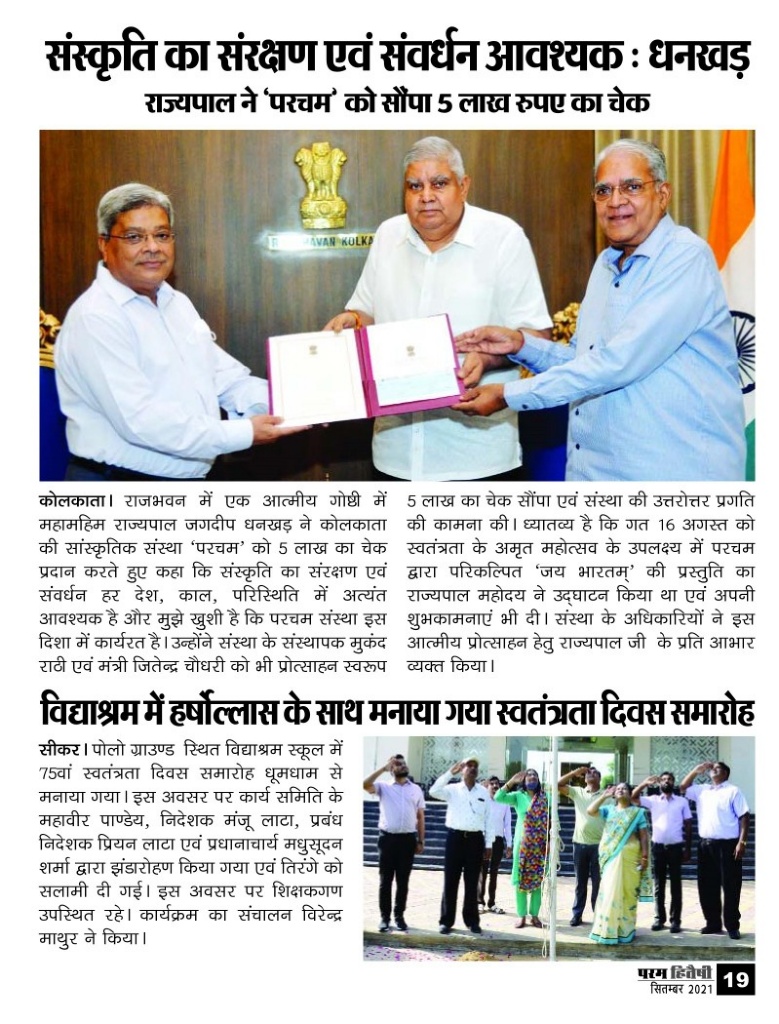 संस्कृति का संरक्षण एवं संवर्धन आवश्यक : धनखड़
राज्यपाल ने ‘परचम’ को सौंपा 5 लाख रुपए का चेक
कोलकाता। राजभवन में एक आत्मीय गोष्ठी में
महामहिम राज्यपाल जगदीप धनखड़ ने कोलकाता
की सांस्कृतिक संस्था ‘परचम’ को 5 लाख का चेक
प्रदान करते हुए कहा कि संस्कृति का संरक्षण एवं
संवर्धन हर देश, काल, परिस्थिति में अत्यंत
आवश्यक है और मुझे खुशी है कि परचम संस्था इस
दिशा में कार्यरत है। उन्होंने संस्था के संस्थापक मुकुंद
राठी एवं मंत्री जितेन्द्र चौधरी को भी प्रोत्साहन स्वरूप
5 लाख का चेक सौंपा एवं संस्था की उत्तरोत्तर प्रगति
की कामना की। ध्यातव्य है कि गत 16 अगस्त को
स्वतंत्रता के अमृत महोत्सव के उपलक्ष्य में परचम
द्वारा परिकल्पित ‘जय भारतम्’ की प्रस्तुति का
राज्यपाल महोदय ने उद्घाटन किया था एवं अपनी
शुभकामनाएं भी दी। संस्था के अधिकारियों ने इस
आत्मीय प्रोत्साहन हेतु राज्यपाल जी के प्रति आभार
व्यक्त किया।
विद्याश्रम में हर्षोल्लास के साथ मनाया गया स्वतंत्रता दिवस समारोह
सीकर। पोलो ग्राउण्ड स्थित विद्याश्रम स्कूल में
75वां स्वतंत्रता दिवस समारोह धूमधाम से
मनाया गया। इस अवसर पर कार्य समिति के
महावीर पाण्डेय, निदेशक मंजू लाटा, प्रबंध
निदेशक प्रियन लाटा एवं प्रधानाचार्य मधुसूदन
शर्मा द्वारा झंडारोहण किया गया एवं तिरंगे को
सलामी दी गई। इस अवसर पर शिक्षकगण
उपस्थित रहे। कार्यक्रम का संचालन विरेन्द्र
माथुर ने किया।
परम हितैषी
सितम्बर 2021 19